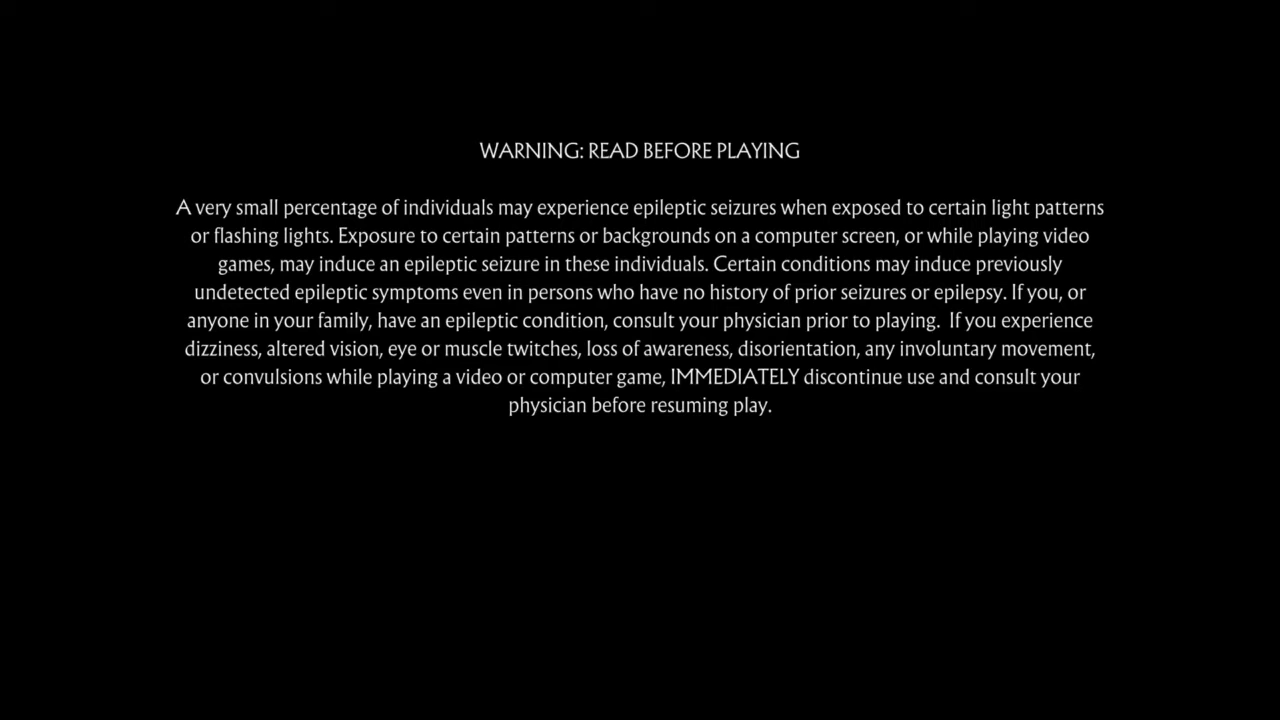 WARNING: READ BEFORE PLAYING
A very small percentage of individuals may experience epileptic seizures when exposed to certain light patterns
or flashing lights. Exposure to certain patterns or backgrounds on a computer screen, or while playing video
games, may induce an epileptic seizure in these individuals. Certain conditions may induce previously
undetected epileptic symptoms even in persons who have no history of prior seizures or epilepsy. If you, or
anyone in your family, have an epileptic condition, consult your physician prior to playing.  If you experience
dizziness, altered vision, eye or muscle twitches, loss of awareness, disorientation, any involuntary movement,
or convulsions while playing a video or computer game, IMMEDIATELY discontinue use and consult your
physician before resuming play.